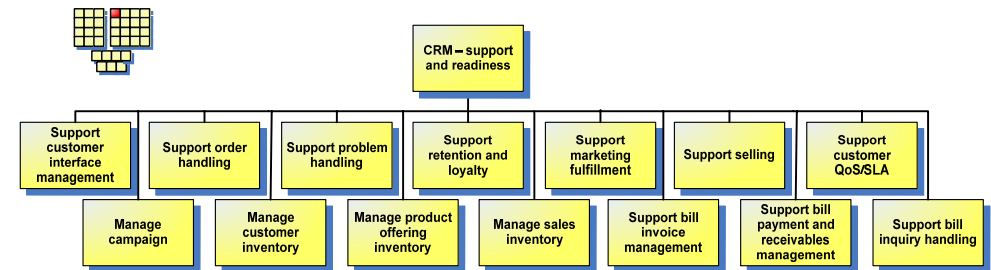 CRM – support
and readiness
Support
customer
interface
management
Support order
handling
Support problem
handling
Support
retention and
loyalty
Support
marketing
fulfillment
Support selling
Support
customer
QoS/SLA
Manage
campaign
Manage
customer
inventory
Manage product
offering
inventory
Manage sales
inventory
Support bill
invoice
management
Support bill
payment and
receivables
management
Support bill
inquiry handling